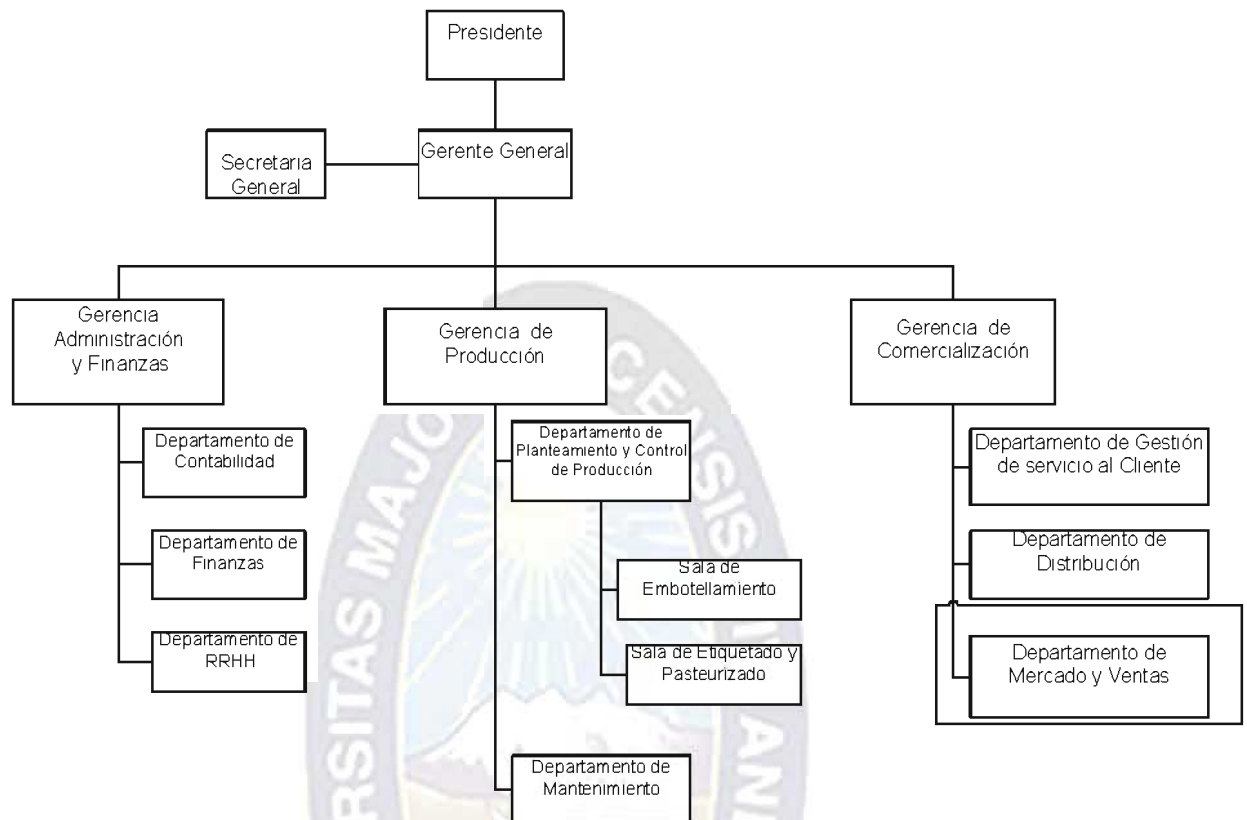 Presidente
Gerente General
Secretaria
General
Gerencia
Administración
y Finanzas
Gerencia de
Producción
Gerencia de
Comercialización
Departamento de
Contabilidad
Departamento de
Finanzas
Departamento de
RRHH
Departamento de
Planteamiento y Control
de Producción
Sala de
Embotellamiento
Sala de Etiquetado y
Pasteurizado
Departamento de
Mantenimiento
Departamento de Gestión
de servicio al Cliente
Departamento de
Distribución
Departamento de
Mercado y Ventas